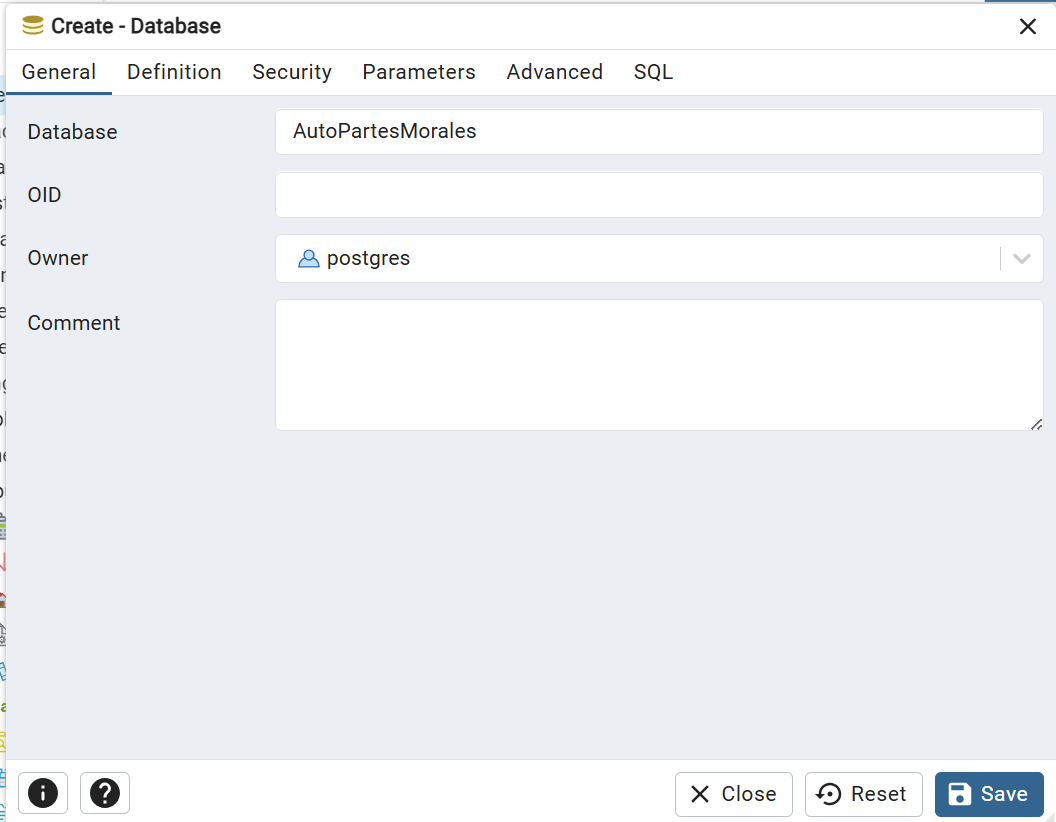 Create - Database
General Definition Security Parameters Advanced SQL
Database AutoPartesMorales
OID
Owner postgres
Comment
Close Reset Save